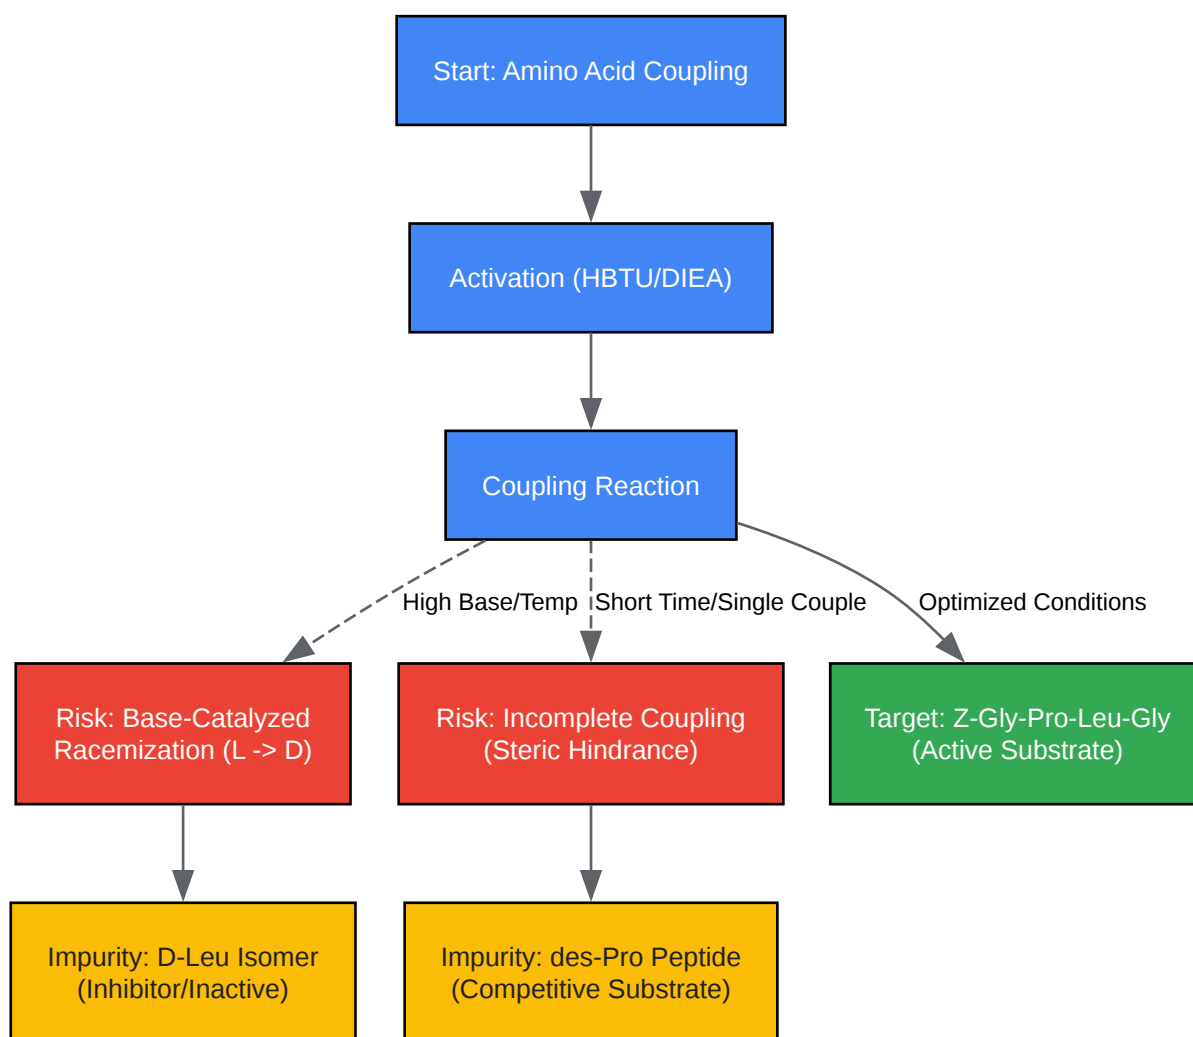 Start: Amino Acid Coupling
Activation (HBTU/DIEA)
Coupling Reaction
High Base/Temp
Short Time/Single Couple
Optimized Conditions
Risk: Base-Catalyzed
Racemization (L -> D)
Risk: Incomplete Coupling
(Steric Hindrance)
Target: Z-Gly-Pro-Leu-Gly
(Active Substrate)
Impurity: D-Leu Isomer
(Inhibitor/Inactive)
Impurity: des-Pro Peptide
(Competitive Substrate)